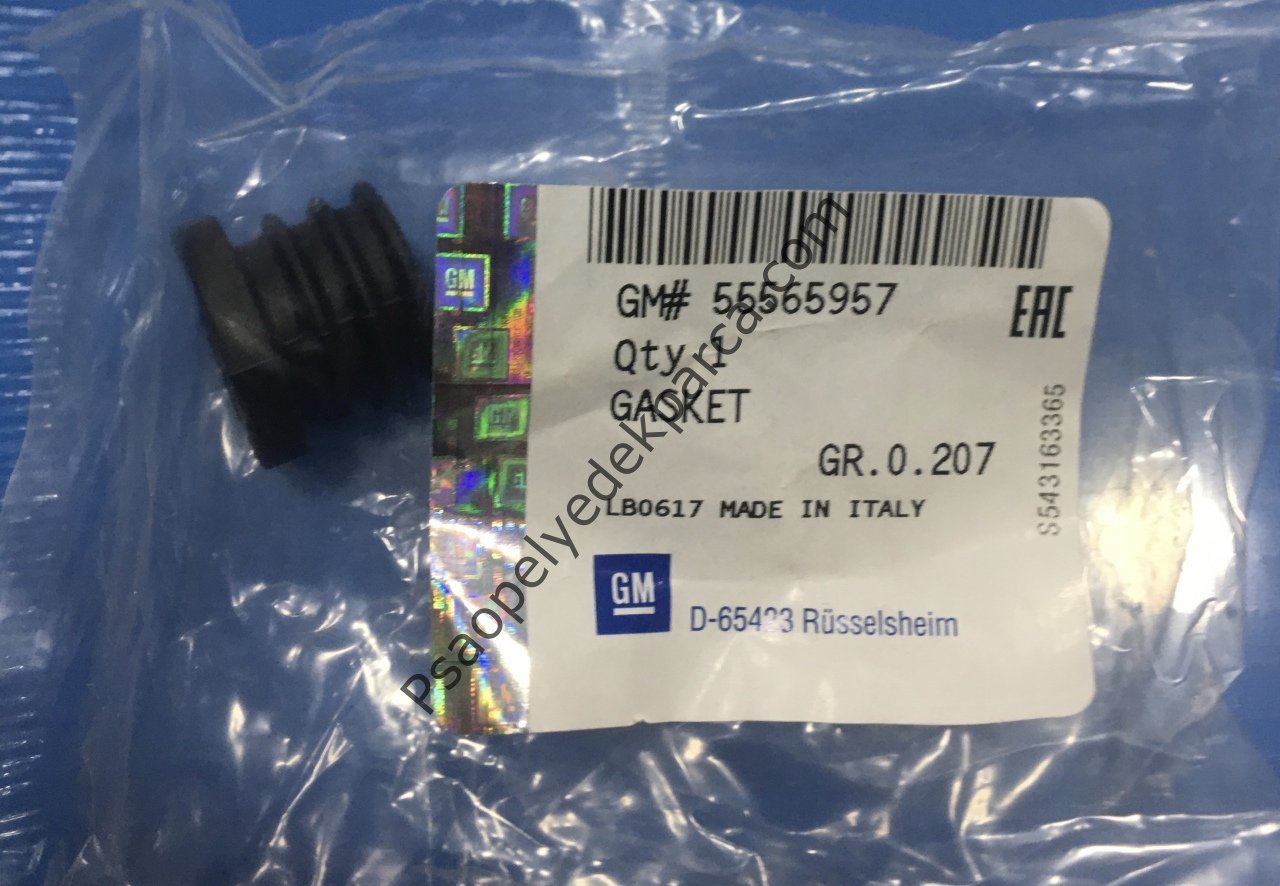 GM# 55565957
EAC
Qty 1
GASKET
GR.0.207
LB0617 MADE IN ITALY
S543163365
GM
D-65423 Rüsselsheim
GM
Psaopelyedekparca.com